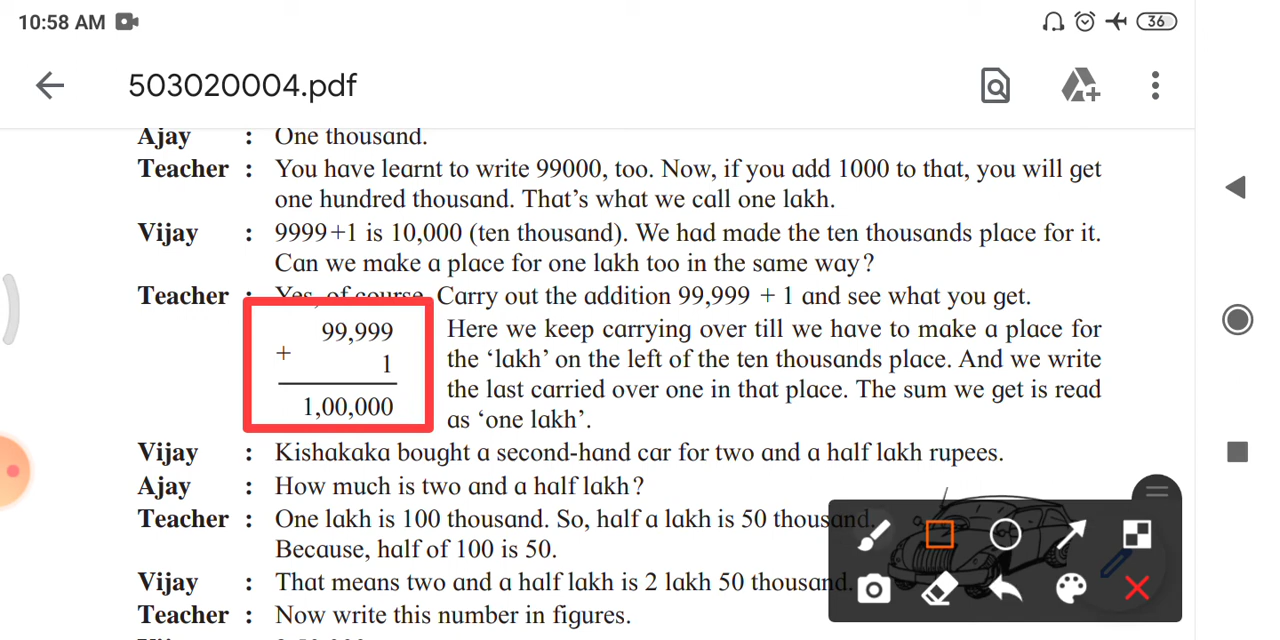 10:58 AM
36
503020004.pdf
Ajay : One thousand.
Teacher : You have learnt to write 99000, too. Now, if you add 1000 to that, you will get
one hundred thousand. That's what we call one lakh.
Vijay : 9999+1 is 10,000 (ten thousand). We had made the ten thousands place for it.
Can we make a place for one lakh too in the same way?
Teacher : Yes, of course. Carry out the addition 99,999 + 1 and see what you get.
99,999
+ 1
1,00,000
Here we keep carrying over till we have to make a place for
the 'lakh' on the left of the ten thousands place. And we write
the last carried over one in that place. The sum we get is read
as 'one lakh'.
Vijay : Kishakaka bought a second-hand car for two and a half lakh rupees.
Ajay : How much is two and a half lakh?
Teacher : One lakh is 100 thousand. So, half a lakh is 50 thousand.
Because, half of 100 is 50.
Vijay : That means two and a half lakh is 2 lakh 50 thousand.
Teacher : Now write this number in figures.